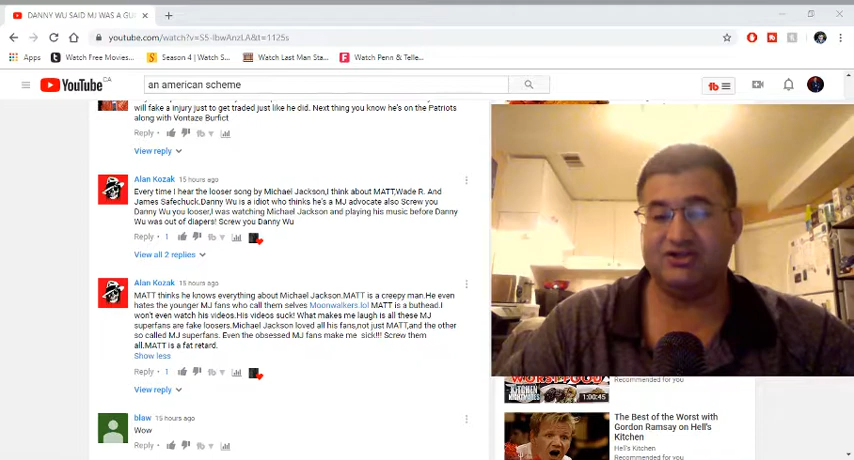 DANNY WU SAID MJ WAS A GU
youtube.com/watch?v=S5-IbwAnzLA&t=1125s
Apps Watch Free Movies... Season 4 | Watch S... Watch Last Man Sta... Watch Penn & Telle...
YouTube CA
an american scheme
will fake a injury just to get traded just like he did. Next thing you know he's on the Patriots
along with Vontaze Burfict
Reply
View reply
Alan Kozak 15 hours ago
Every time I hear the looser song by Michael Jackson,I think about MATT,Wade R. And
James Safechuck.Danny Wu is a idiot who thinks he's a MJ advocate also Screw you
Danny Wu you looser,I was watching Michael Jackson and playing his music before Danny
Wu was out of diapers! Screw you Danny Wu
Reply 1 tb
View all 2 replies
Alan Kozak 15 hours ago
MATT thinks he knows everything about Michael Jackson.MATT is a creepy man.He even
hates the younger MJ fans who call them selves Moonwalkers.lol MATT is a buthead.I
won't even watch his videos.His videos suck! What makes me laugh is all these MJ
superfans are fake loosers.Michael Jackson loved all his fans,not just MATT,and the other
so called MJ superfans. Even the obsessed MJ fans make me sick!!! Screw them
all.MATT is a fat retard.
Show less
Reply 1 tb
View reply
blaw 15 hours ago
Wow
Reply tb
WORST FOOD
KITCHEN
1:00:45
Recommended for you
The Best of the Worst with
Gordon Ramsay on Hell's
Kitchen
Hell's Kitchen
Recommended for you